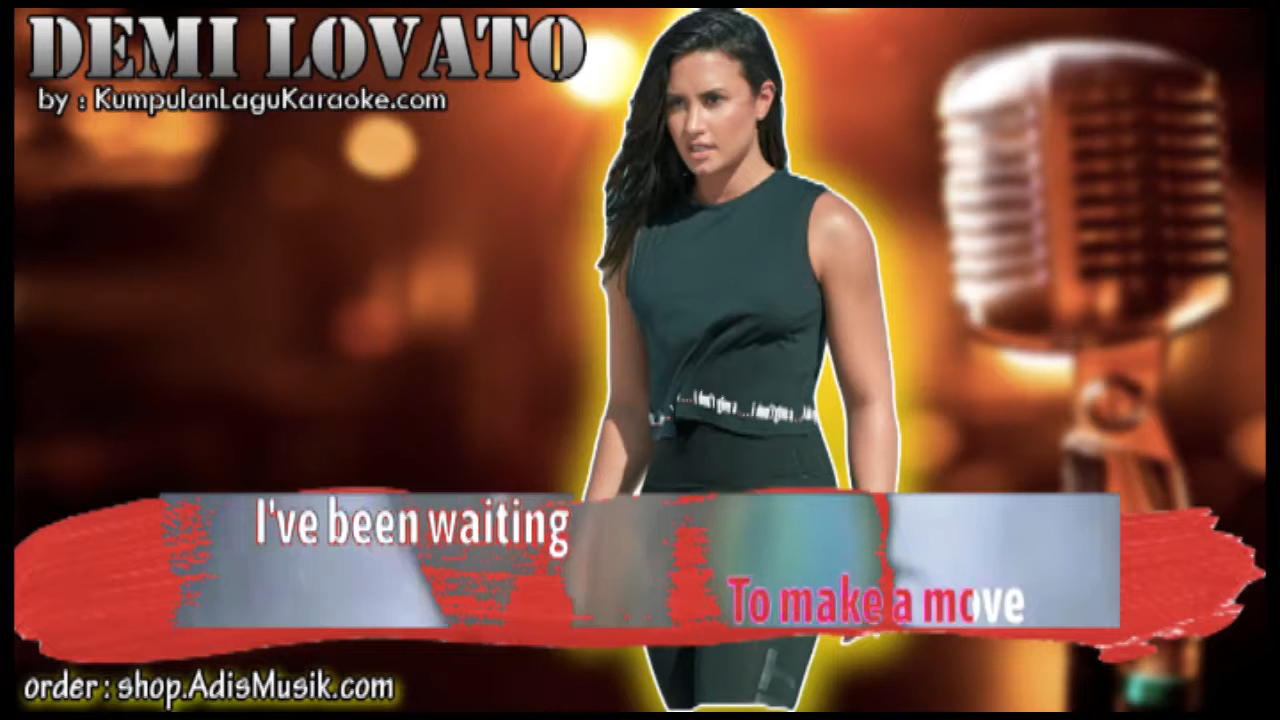 DEMI LOVATO
by : KumpulanLaguKaraoke.com
I've been waiting
To make a move
order : shop.AdisMusik.com